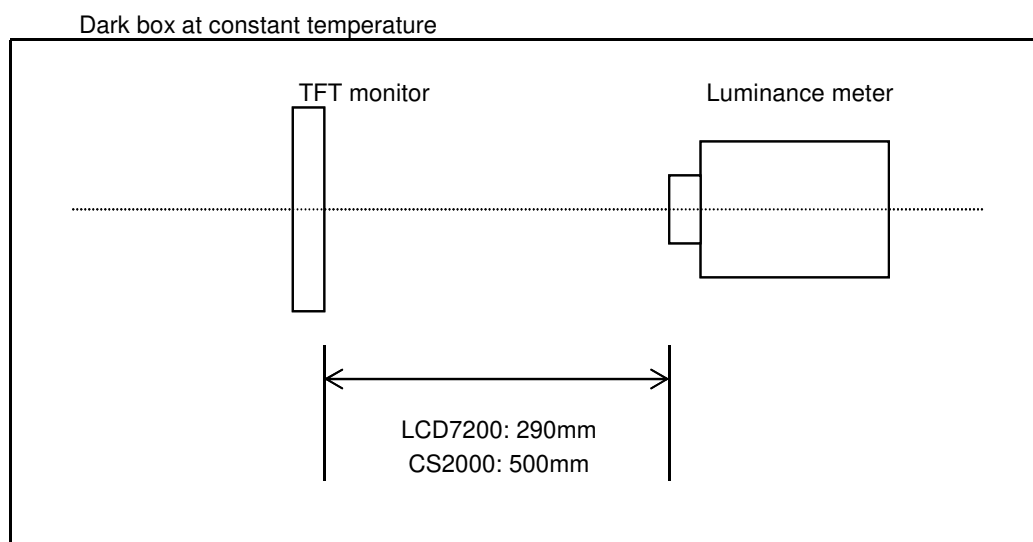 Dark box at constant temperature
TFT monitor
Luminance meter
LCD7200: 290mm
CS2000: 500mm